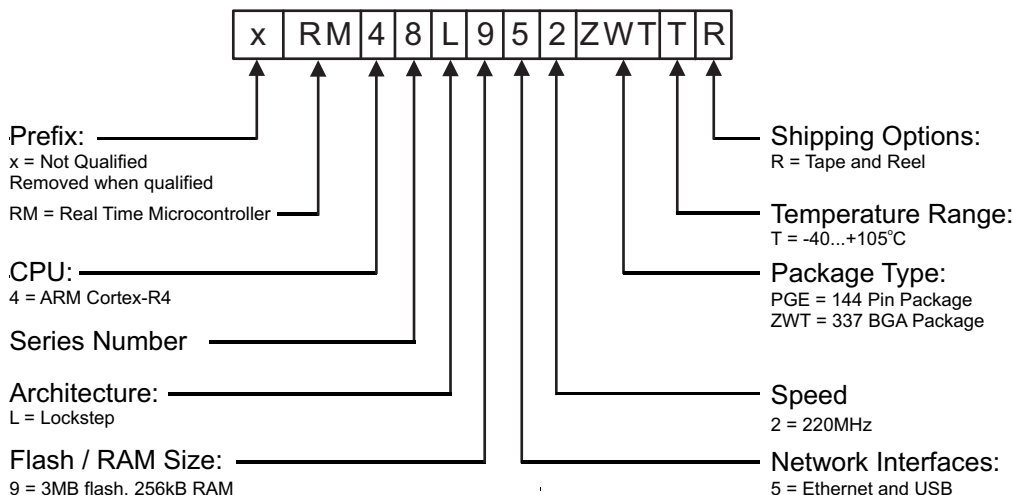 x RM 4 8 L 9 5 2 ZWT T R
Prefix:
x = Not Qualified
Removed when qualified
RM = Real Time Microcontroller
CPU:
4 = ARM Cortex-R4
Series Number
Architecture:
L = Lockstep
Flash / RAM Size:
9 = 3MB flash, 256kB RAM
Shipping Options:
R = Tape and Reel
Temperature Range:
T = -40...+105°C
Package Type:
PGE = 144 Pin Package
ZWT = 337 BGA Package
Speed
2 = 220MHz
Network Interfaces:
5 = Ethernet and USB